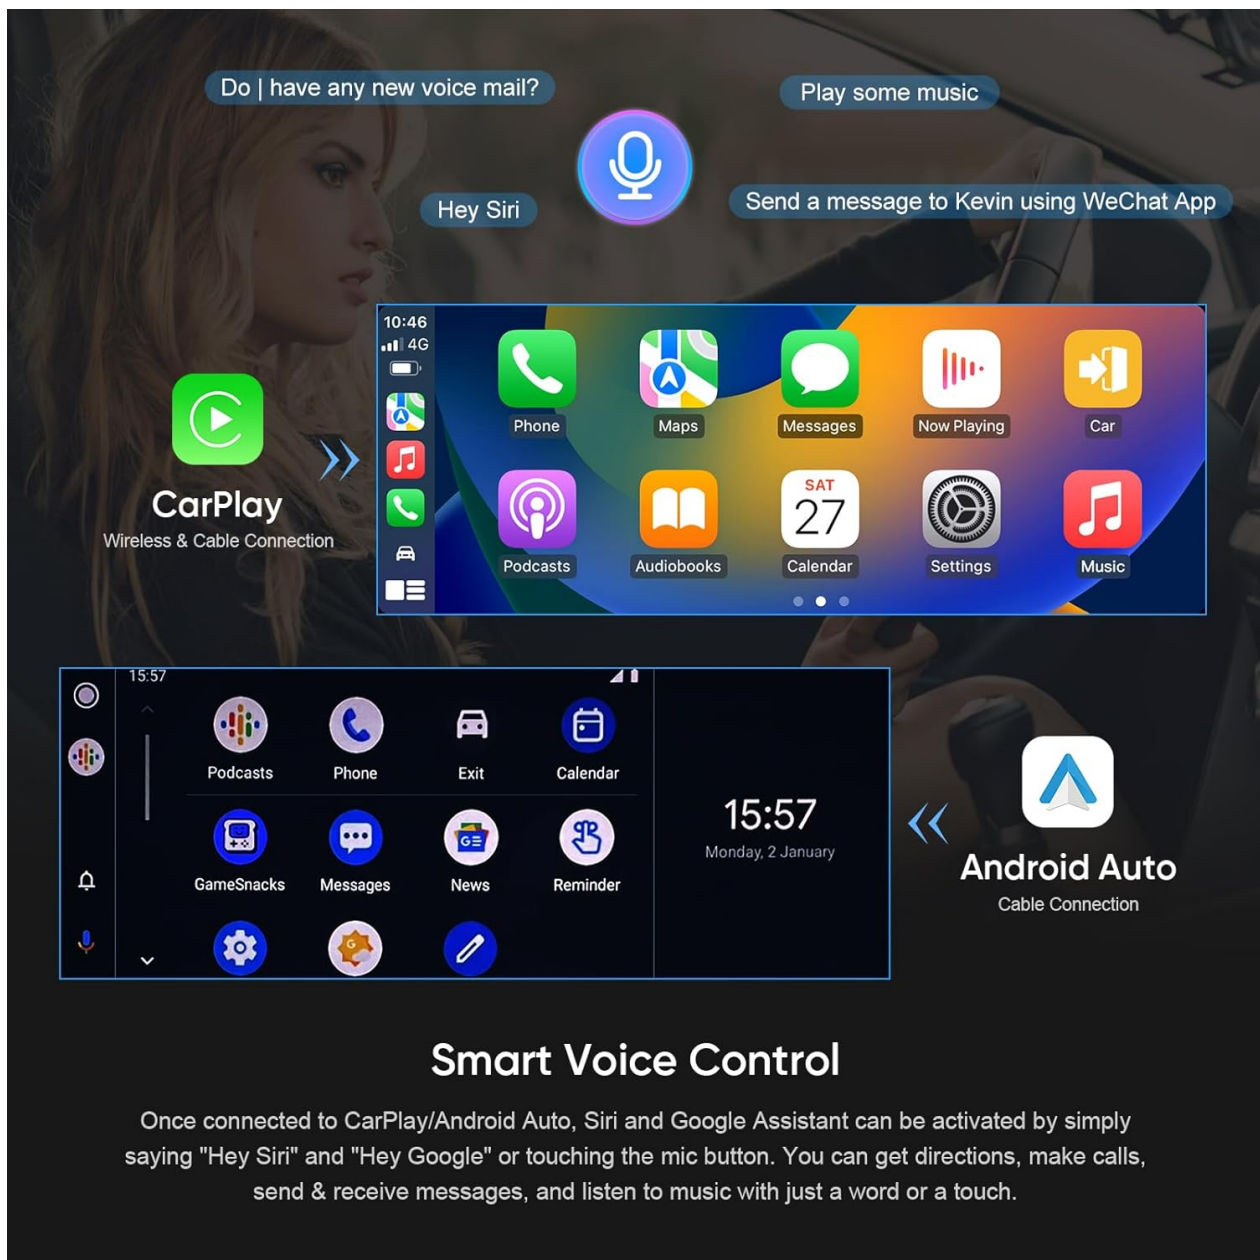 Do | have any new voice mail?
Play some music
Hey Siri
Send a message to Kevin using WeChat App
10:46
4G
Phone
Maps
Messages
Now Playing
Car
SAT
27
Podcasts
Audiobooks
Calendar
Settings
Music
CarPlay
Wireless & Cable Connection
15:57
Podcasts
Phone
Exit
Calendar
GE
GameSnacks
Messages
News
Reminder
G
15:57
Monday, 2 January
Android Auto
Cable Connection
Smart Voice Control
Once connected to CarPlay/Android Auto, Siri and Google Assistant can be activated by simply
saying "Hey Siri" and "Hey Google" or touching the mic button. You can get directions, make calls,
send & receive messages, and listen to music with just a word or a touch.